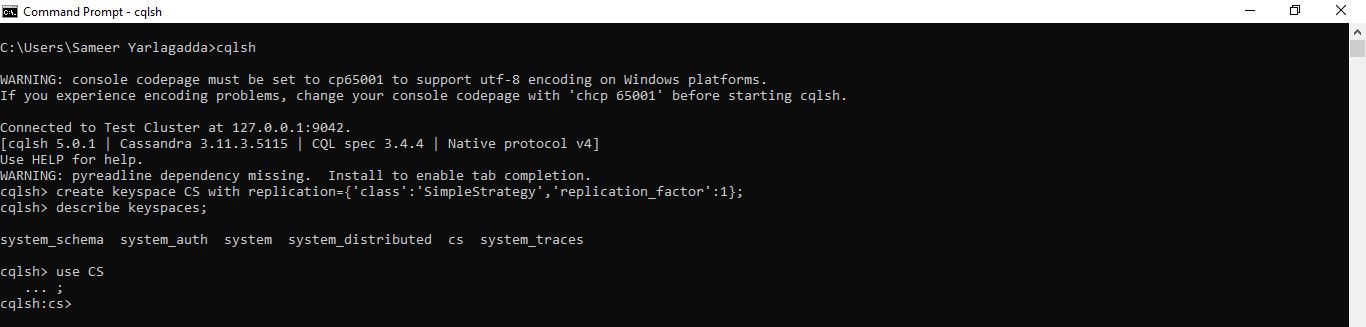 Command Prompt - cqlsh
C:\Users\Sameer Yarlagadda>cqlsh
WARNING: console codepage must be set to cp65001 to support utf-8 encoding on Windows platforms.
If you experience encoding problems, change your console codepage with 'chcp 65001' before starting cqlsh.
Connected to Test Cluster at 127.0.0.1:9042.
[cqlsh 5.0.1 | Cassandra 3.11.3.5115 | CQL spec 3.4.4 | Native protocol v4]
Use HELP for help.
WARNING: pyreadline dependency missing.  Install to enable tab completion.
cqlsh> create keyspace CS with replication={'class':'SimpleStrategy','replication_factor':1};
cqlsh> describe keyspaces;
system_schema  system_auth  system  system_distributed  cs  system_traces
cqlsh> use CS
   ... ;
cqlsh:cs>